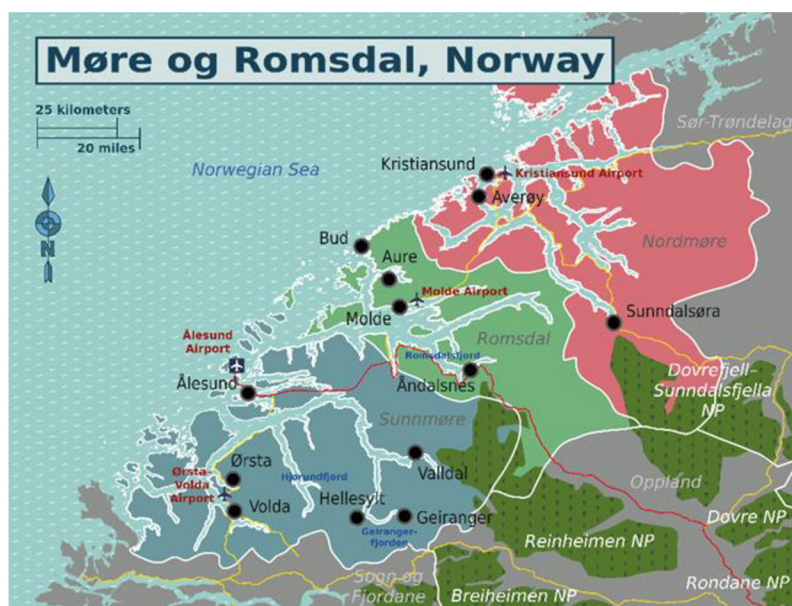 Møre og Romsdal, Norway
25 kilometers
20 miles
Norwegian Sea
N
Sør-Trøndelag
Kristiansund
Kristiansund Airport
Averøy
Nordmøre
Bud
Aure
Molde Airport
Molde
Sunndalsøra
Romsdal
Ålesund
Airport
Romsdalsfjord
Åndalsnes
Dovrefjell-
Sunndalsfjella
NP
Ålesund
Sunnmøre
Ørsta-
Volda
Airport
Ørsta
Hjørundfjord
Valldal
Oppland
Volda
Hellesylt
Geiranger
Geiranger-
fjorden
Dovre NP
Reinheimen NP
Sogn og
Fjordane
Breiheimen NP
Rondane NP